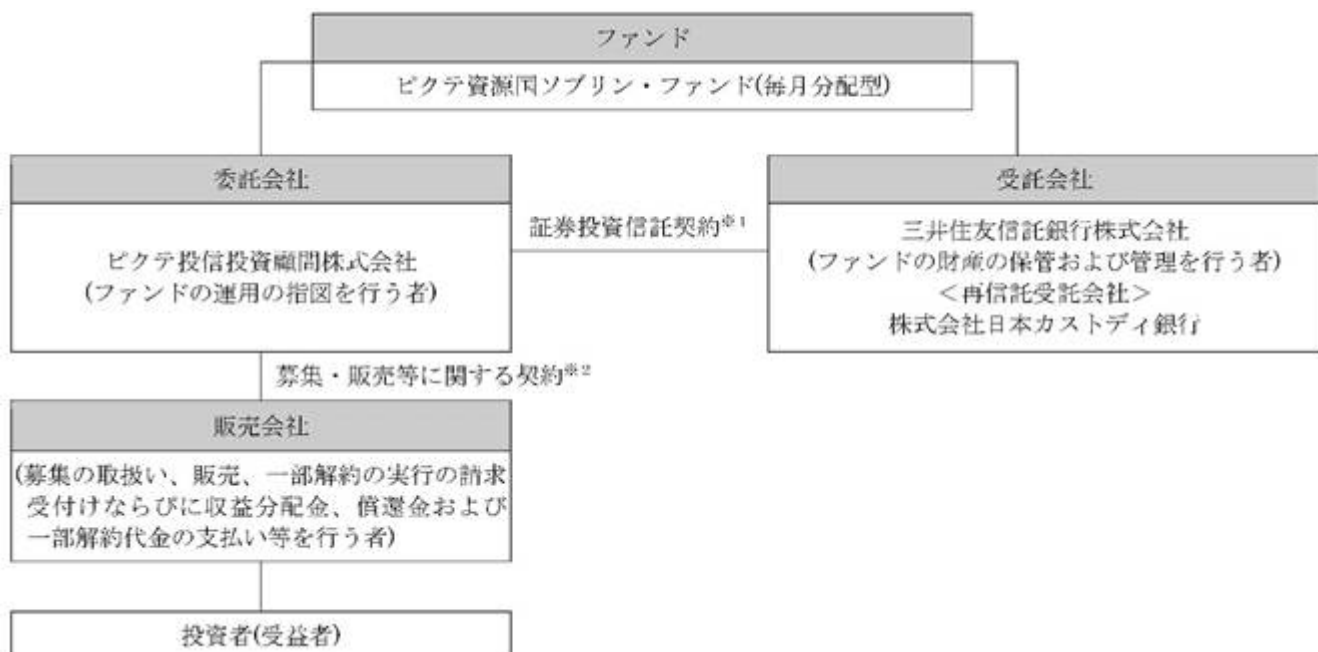 ファンド
ピクテ資源国ソブリン・ファンド(毎月分配型)
委託会社
ピクテ投信投資顧問株式会社
(ファンドの運用の指図を行う者)
証券投資信託契約※1
受託会社
三井住友信託銀行株式会社
(ファンドの財産の保管および管理を行う者)
<再信託受託会社>
株式会社日本カストディ銀行
募集・販売等に関する契約※2
販売会社
(募集の取扱い、販売、一部解約の実行の請求
受付けならびに収益分配金、償還金および
一部解約代金の支払い等を行う者)
投資者(受益者)